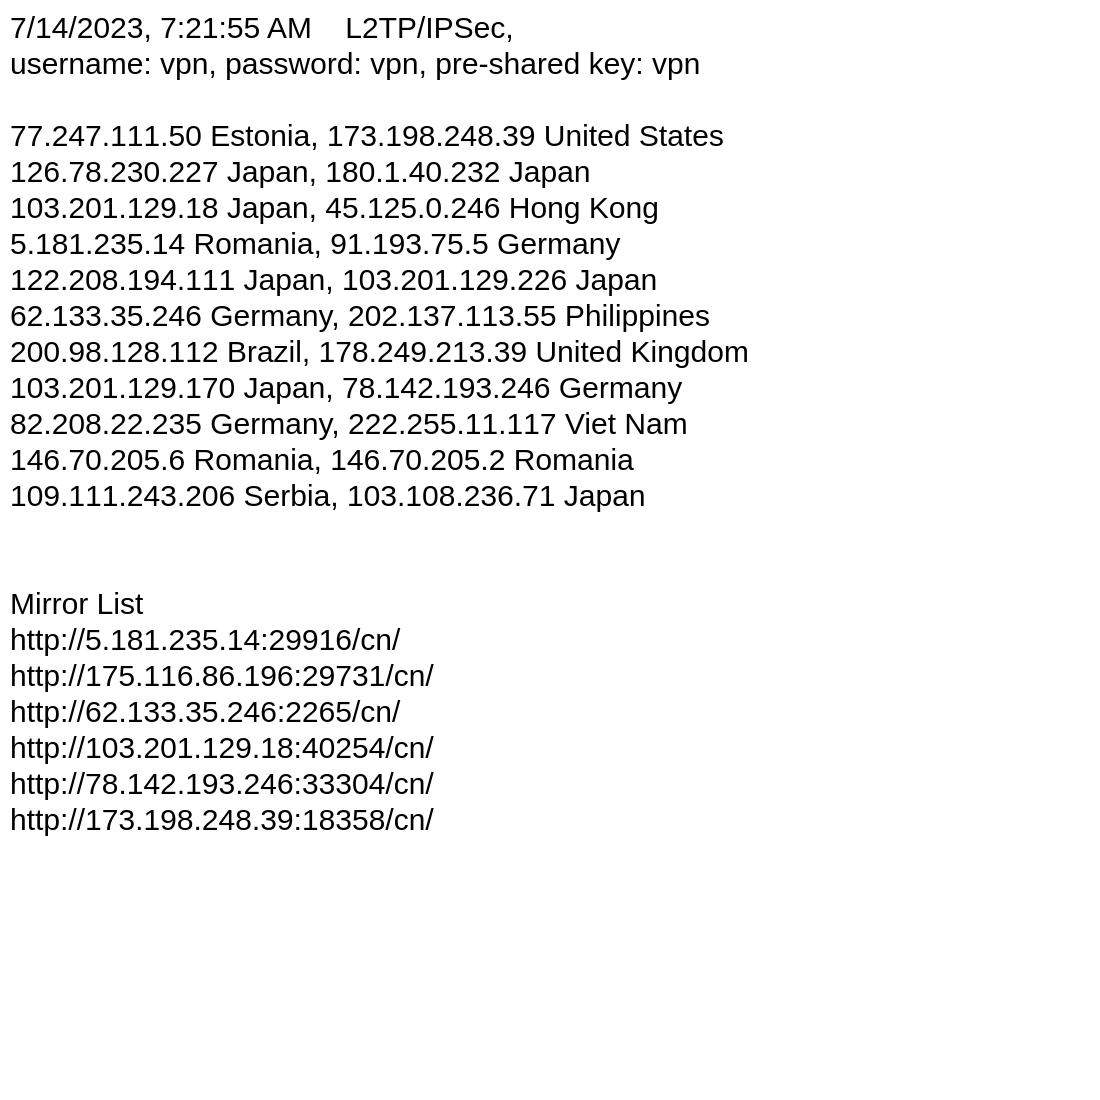 7/14/2023, 7:21:55 AM    L2TP/IPSec,
username: vpn, password: vpn, pre-shared key: vpn
77.247.111.50 Estonia, 173.198.248.39 United States
126.78.230.227 Japan, 180.1.40.232 Japan
103.201.129.18 Japan, 45.125.0.246 Hong Kong
5.181.235.14 Romania, 91.193.75.5 Germany
122.208.194.111 Japan, 103.201.129.226 Japan
62.133.35.246 Germany, 202.137.113.55 Philippines
200.98.128.112 Brazil, 178.249.213.39 United Kingdom
103.201.129.170 Japan, 78.142.193.246 Germany
82.208.22.235 Germany, 222.255.11.117 Viet Nam
146.70.205.6 Romania, 146.70.205.2 Romania
109.111.243.206 Serbia, 103.108.236.71 Japan
Mirror List
http://5.181.235.14:29916/cn/
http://175.116.86.196:29731/cn/
http://62.133.35.246:2265/cn/
http://103.201.129.18:40254/cn/
http://78.142.193.246:33304/cn/
http://173.198.248.39:18358/cn/